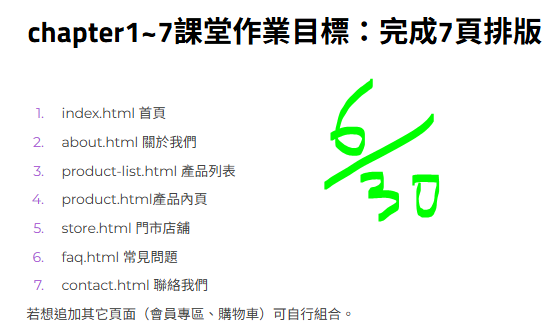 chapter1~7課堂作業目標：完成7頁排版
1. index.html 首頁
2. about.html 關於我們
3. product-list.html 產品列表
4. product.html產品內頁
5. store.html 門市店舖
6. faq.html 常見問題
7. contact.html 聯絡我們
若想追加其它頁面（會員專區、購物車）可自行組合。
6/30